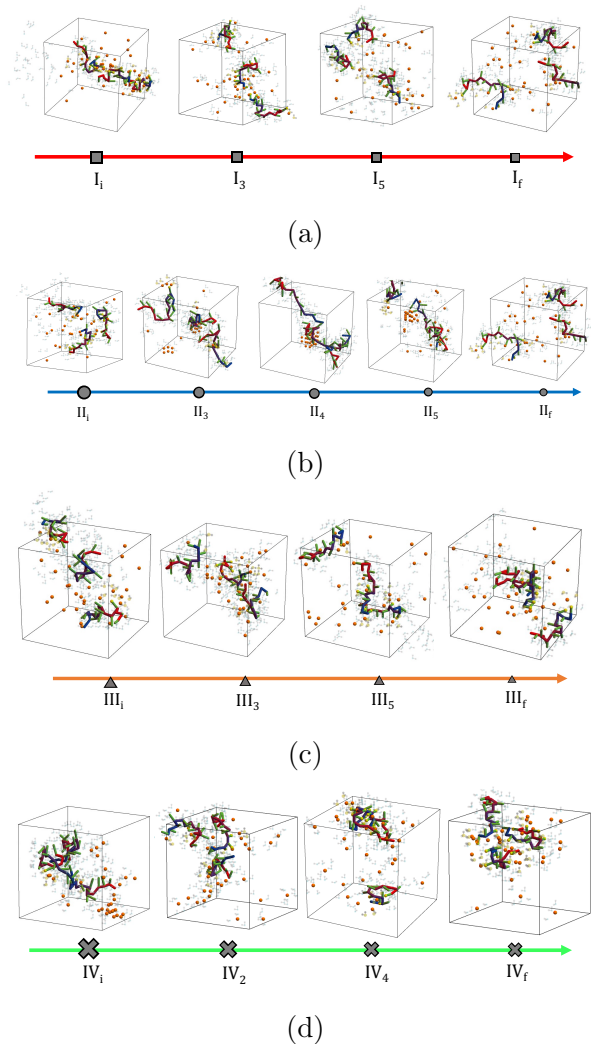 I_i I_3 I_5 I_f
(a)
II_i II_3 II_4 II_5 II_f
(b)
III_i III_3 III_5 III_f
(c)
IV_i IV_2 IV_4 IV_f
(d)